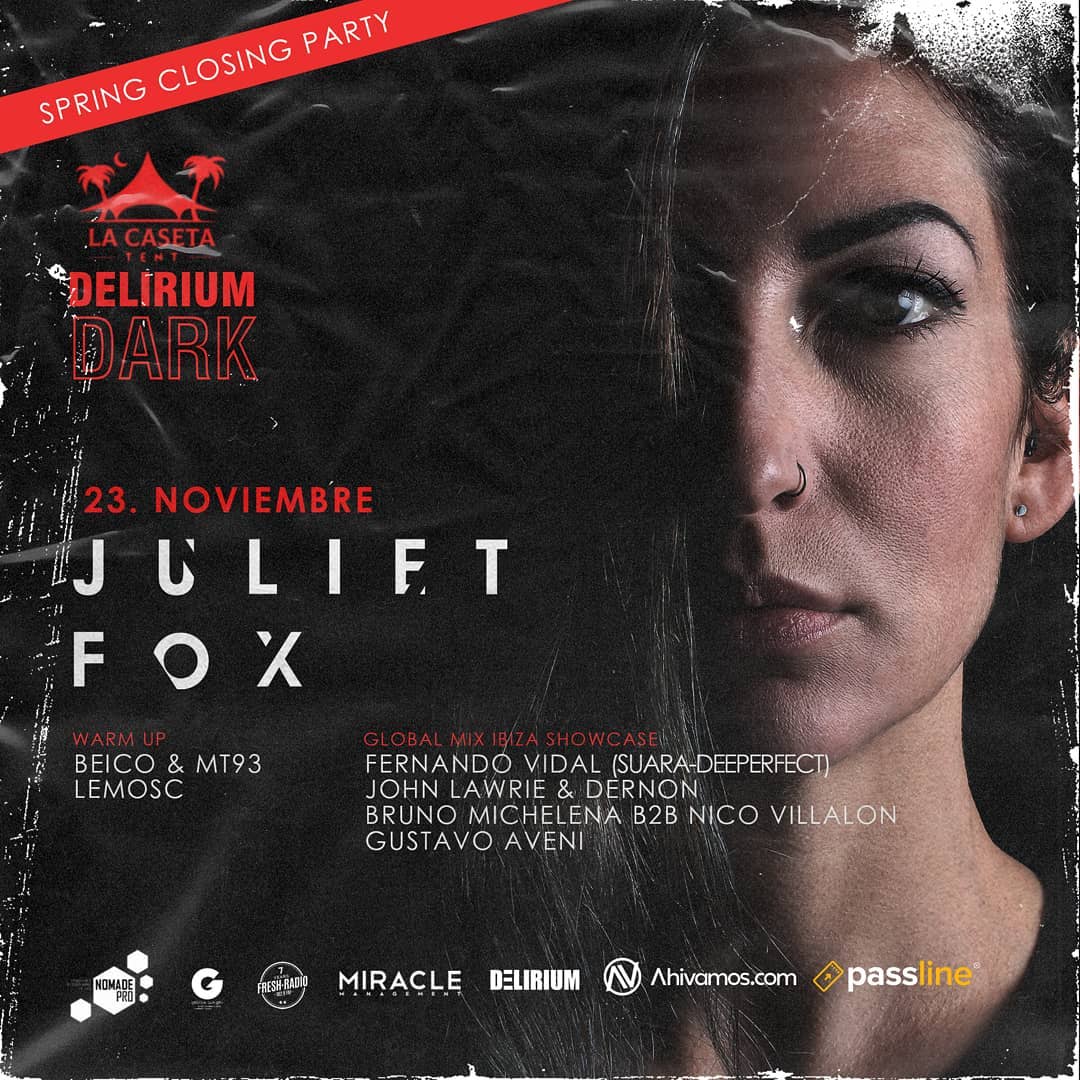 SPRING CLOSING PARTY
LA CASETA
TENT
DELIRIUM
DARK
23. NOVIEMBRE
JULIET
FOX
WARM UP
BEICO & MT93
LEMOSC
GLOBAL MIX IBIZA SHOWCASE
FERNANDO VIDAL (SUARA-DEEPERFECT)
JOHN LAWRIE & DERNON
BRUNO MICHELENA B2B NICO VILLALON
GUSTAVO AVENI
NOMADE
PRO
G
7
YEARS
FRESH-RADIO
MIRACLE
MANAGEMENT
DELIRIUM
Ahivamos.com
passline